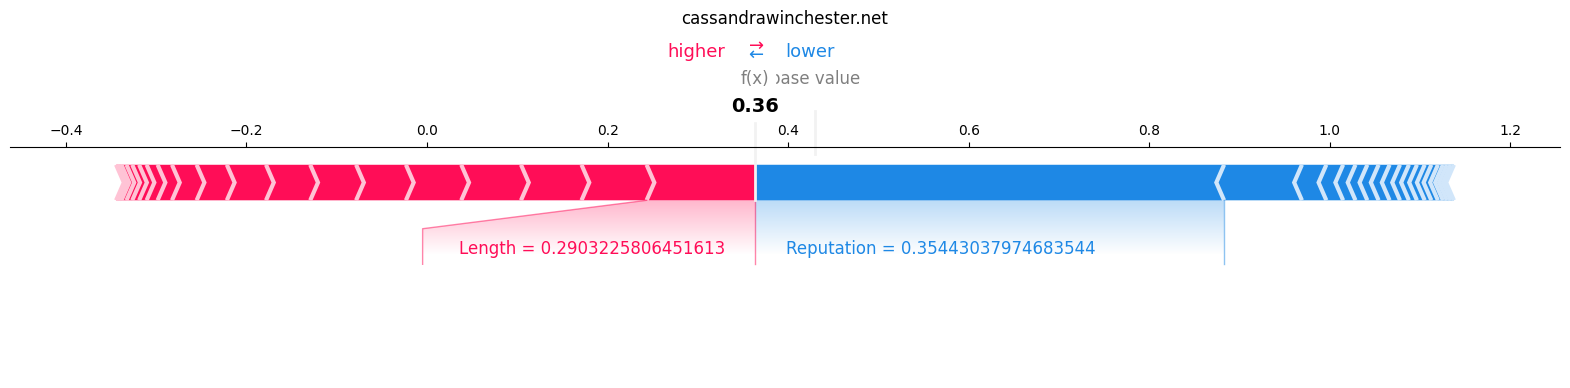 cassandrawinchester.net
higher ⇄ lower
f(x) base value
0.36
−0.4 −0.2 0.0 0.2 0.4 0.6 0.8 1.0 1.2
Length = 0.2903225806451613 Reputation = 0.35443037974683544